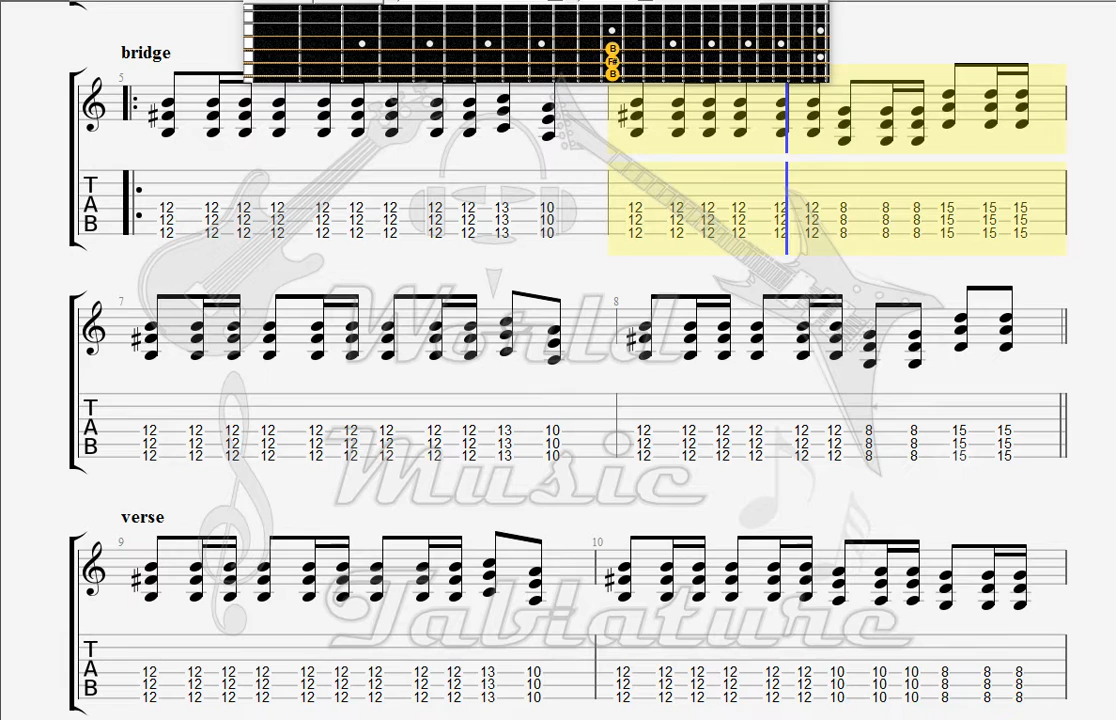 bridge
B
F#
B
5
T 12 12 12 12 12 12 12 12 12 13 10 12 12 12 12 12 12 8 8 8 15 15 15
A 12 12 12 12 12 12 12 12 12 13 10 12 12 12 12 12 12 8 8 8 15 15 15
B 12 12 12 12 12 12 12 12 12 13 10 12 12 12 12 12 12 8 8 8 15 15 15
7 8
World
T 12 12 12 12 12 12 12 12 12 13 10 12 12 12 12 12 12 8 8 15 15
A 12 12 12 12 12 12 12 12 12 13 10 12 12 12 12 12 12 8 8 15 15
B 12 12 12 12 12 12 12 12 12 13 10 12 12 12 12 12 12 8 8 15 15
Music
verse
9 10
Tablature
T 12 12 12 12 12 12 12 12 12 13 10 12 12 12 12 12 12 10 10 10 8 8 8
A 12 12 12 12 12 12 12 12 12 13 10 12 12 12 12 12 12 10 10 10 8 8 8
B 12 12 12 12 12 12 12 12 12 13 10 12 12 12 12 12 12 10 10 10 8 8 8